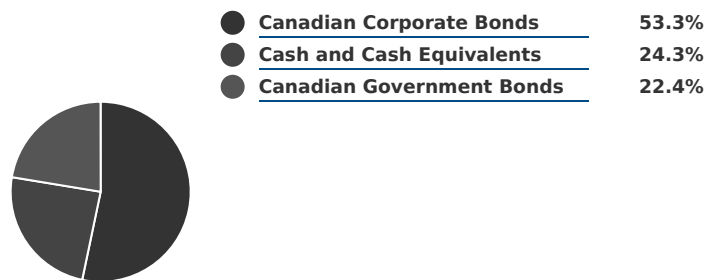 Canadian Corporate Bonds 53.3%
Cash and Cash Equivalents 24.3%
Canadian Government Bonds 22.4%